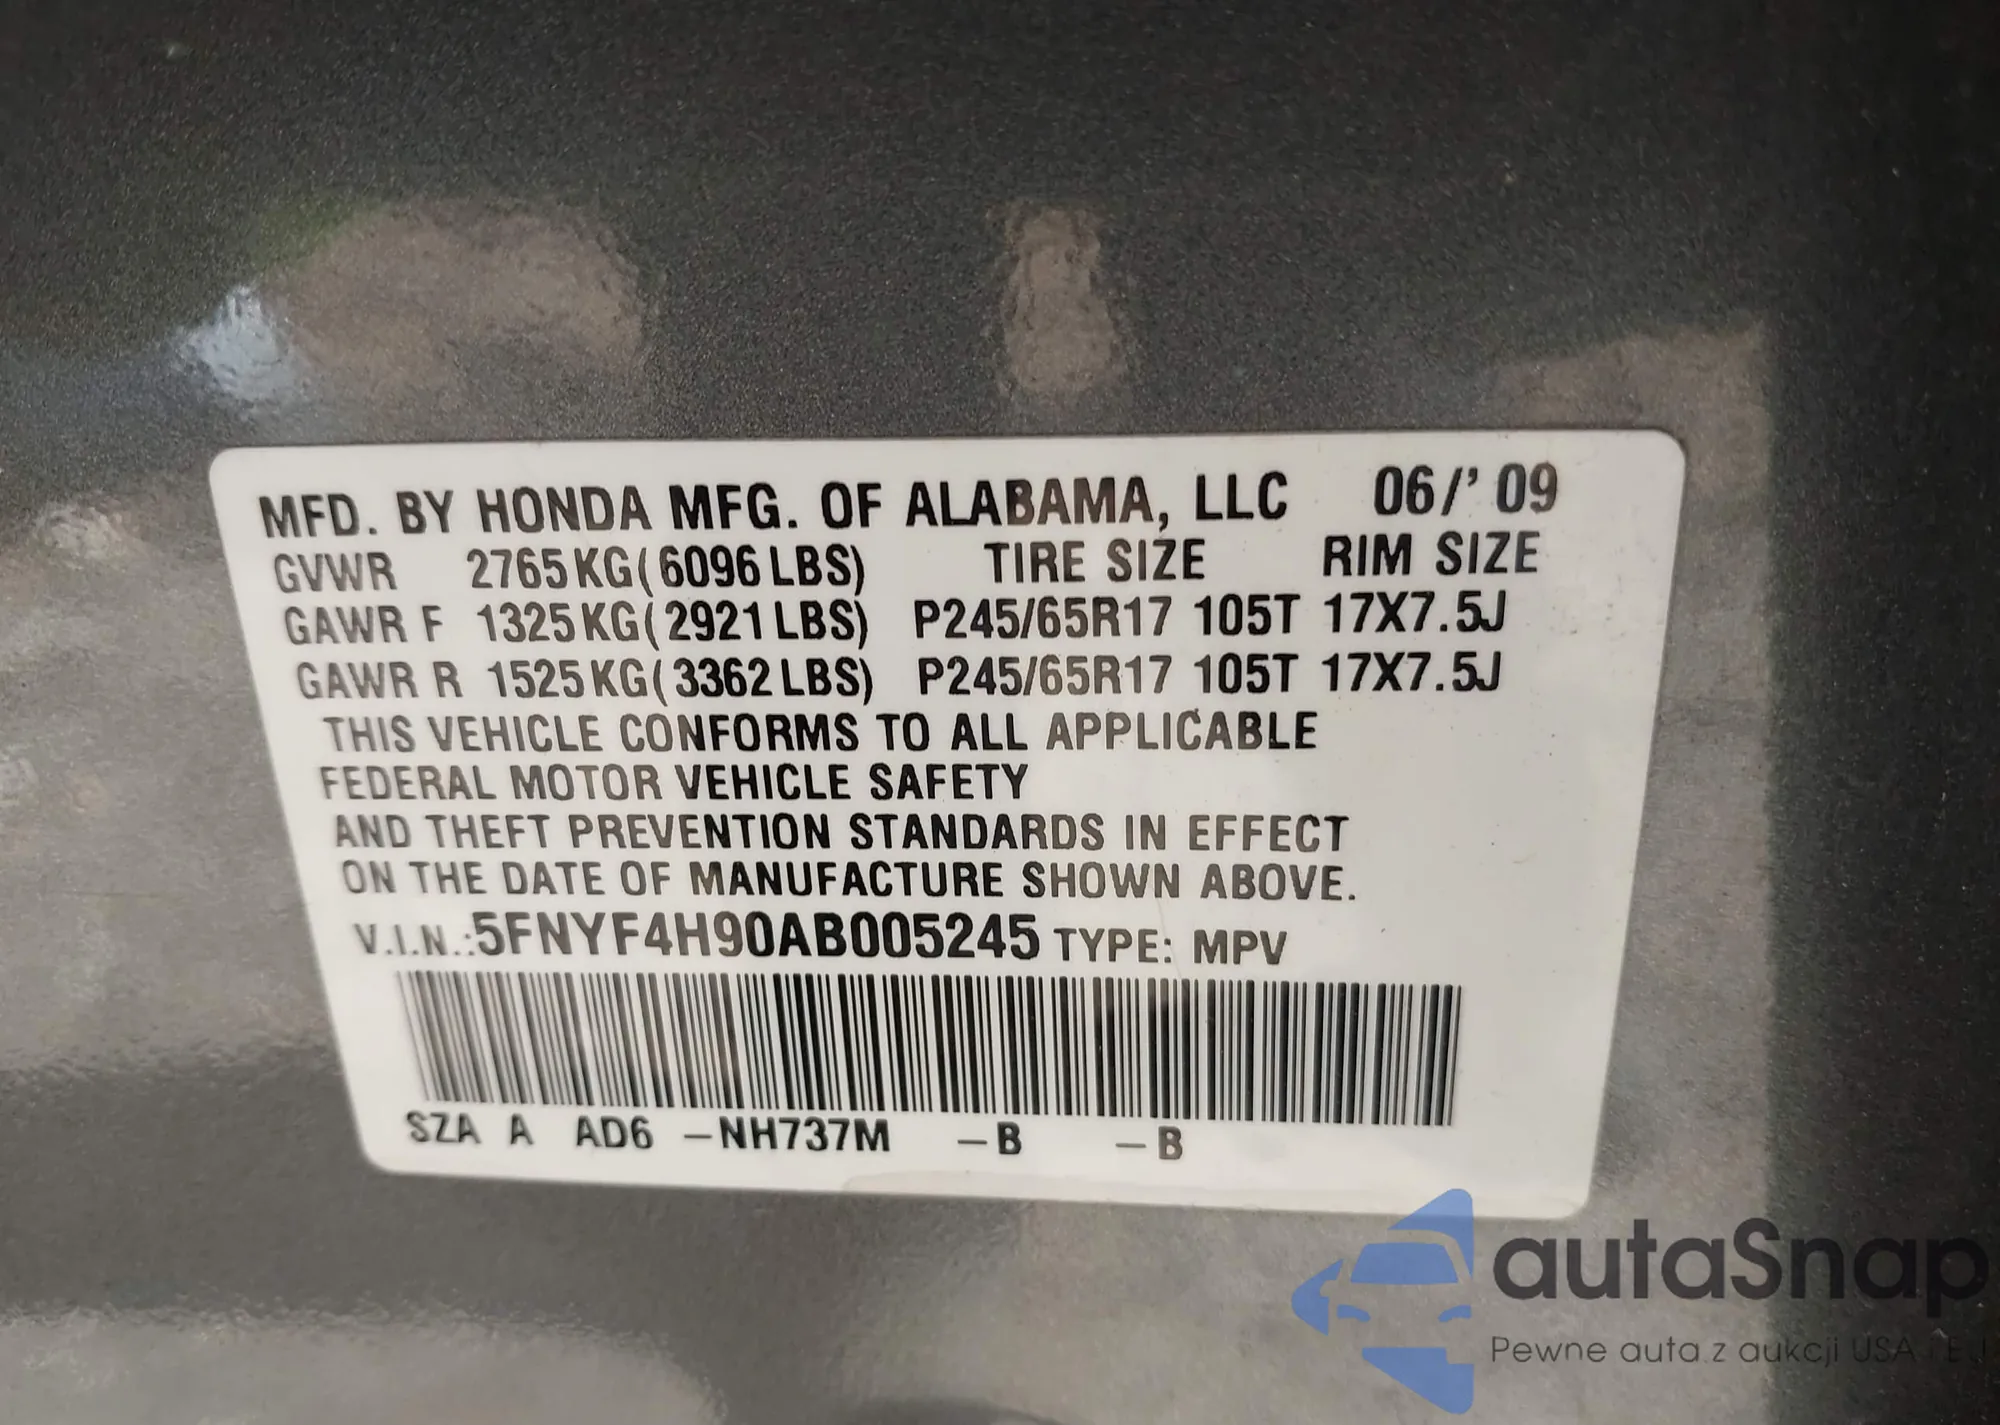 MFD. BY HONDA MFG. OF ALABAMA, LLC 06/' 09
GVWR 2765KG(6096LBS) TIRE SIZE RIM SIZE
GAWR F 1325KG(2921LBS) P245/65R17 105T 17X7.5J
GAWR R 1525KG(3362LBS) P245/65R17 105T 17X7.5J
THIS VEHICLE CONFORMS TO ALL APPLICABLE
FEDERAL MOTOR VEHICLE SAFETY
AND THEFT PREVENTION STANDARDS IN EFFECT
ON THE DATE OF MANUFACTURE SHOWN ABOVE.
V.I.N.:5FNYF4H90AB005245 TYPE: MPV
SZA A AD6 -NH737M -B -B
autaSnap
Pewne auta z aukcji USA i EU